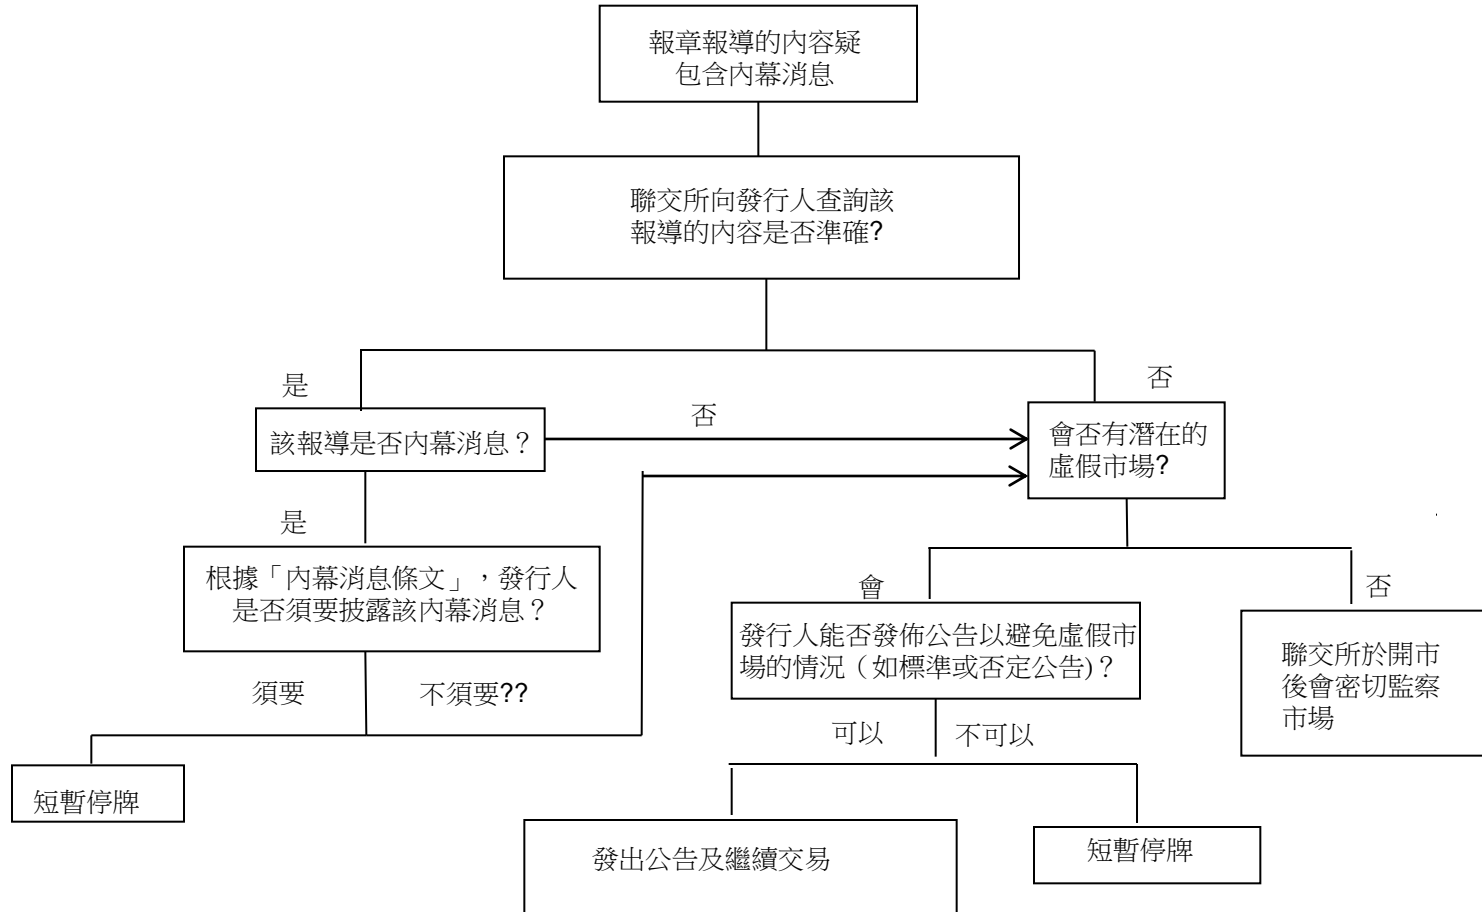 報章報導的內容疑
包含內幕消息
聯交所向發行人查詢該
報導的內容是否準確?
是
否
該報導是否內幕消息？
否
會否有潛在的
虛假市場?
是
根據「內幕消息條文」，發行人
是否須要披露該內幕消息？
會
否
發行人能否發佈公告以避免虛假市
場的情況（如標準或否定公告)？
聯交所於開市
後會密切監察
市場
須要
不須要??
可以
不可以
短暫停牌
發出公告及繼續交易
短暫停牌